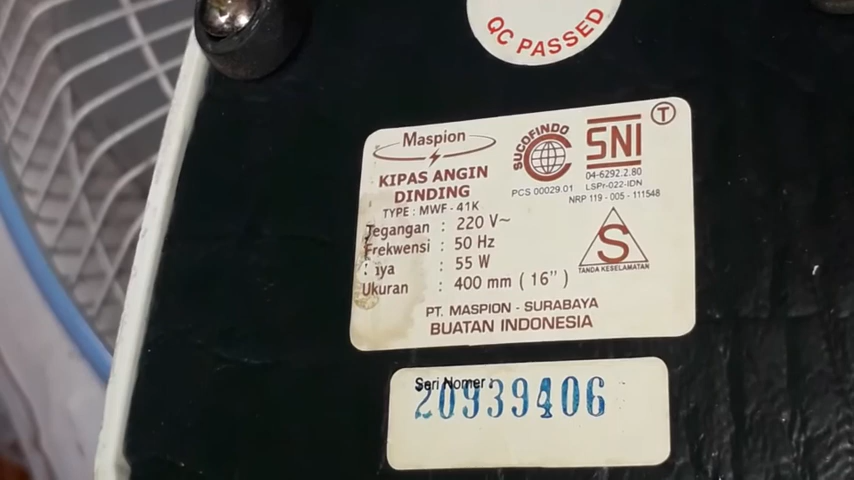 QC PASSED
Maspion
KIPAS ANGIN
DINDING
TYPE : MWF - 41K
Tegangan : 220 V~
Frekwensi : 50 Hz
: 55 W
Ukuran : 400 mm ( 16" )
SUCOFINDO
PCS 00029.01
SNI
04-6292.2.80
LSPr-022-IDN
NRP 119 - 005 - 111548
T
S
TANDA KESELAMATAN
PT. MASPION - SURABAYA
BUATAN INDONESIA
Seri Nomer :
20939406